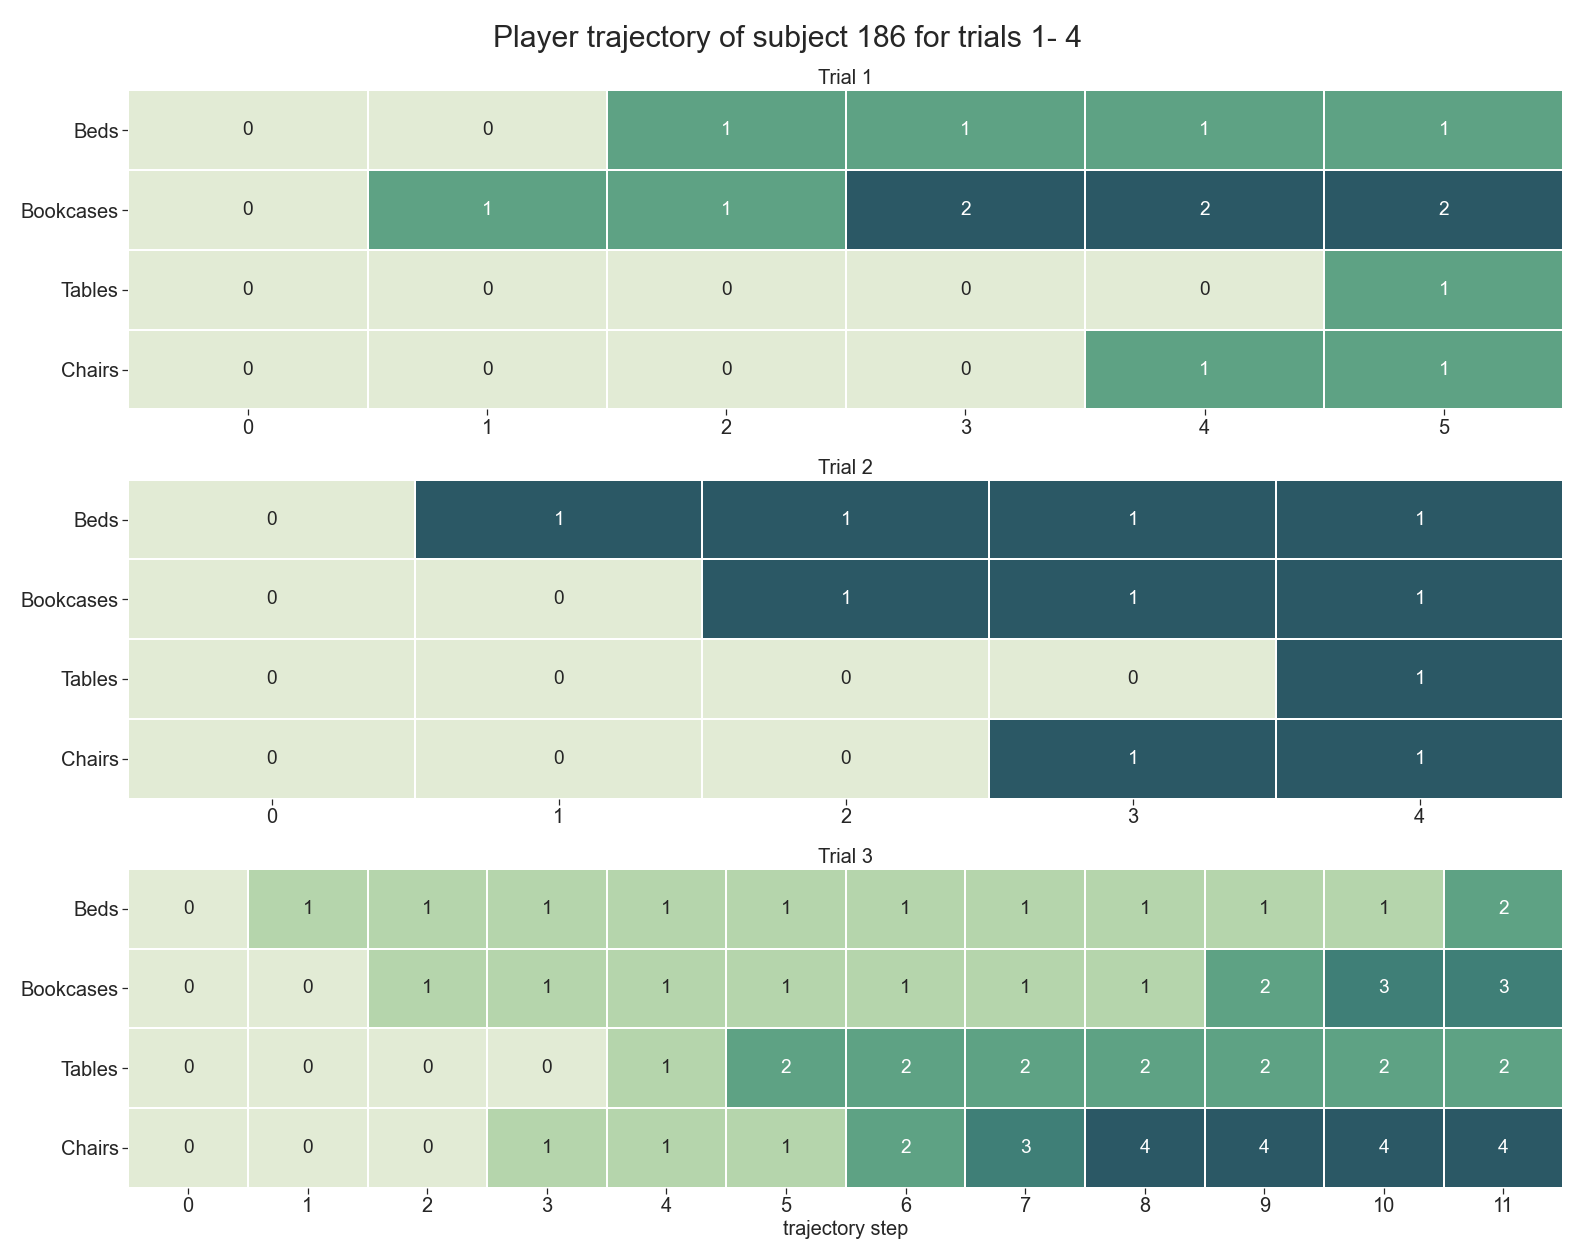 Player trajectory of subject 186 for trials 1- 4
Trial 1
Beds 0 0 1 1 1 1
Bookcases 0 1 1 2 2 2
Tables 0 0 0 0 0 1
Chairs 0 0 0 0 1 1
0 1 2 3 4 5
Trial 2
Beds 0 1 1 1 1
Bookcases 0 0 1 1 1
Tables 0 0 0 0 1
Chairs 0 0 0 1 1
0 1 2 3 4
Trial 3
Beds 0 1 1 1 1 1 1 1 1 1 1 2
Bookcases 0 0 1 1 1 1 1 1 1 2 3 3
Tables 0 0 0 0 1 2 2 2 2 2 2 2
Chairs 0 0 0 1 1 1 2 3 4 4 4 4
0 1 2 3 4 5 6 7 8 9 10 11
trajectory step